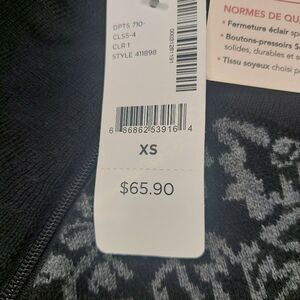 DPTS 710-
CLSS-4
CLR 1
STYLE 411898
6 86862 53916 4
XS
$65.90
NORMES DE QU
• Fermeture éclair
• Boutons-pressoirs
solides, durables et
• Tissu soyeux choisi